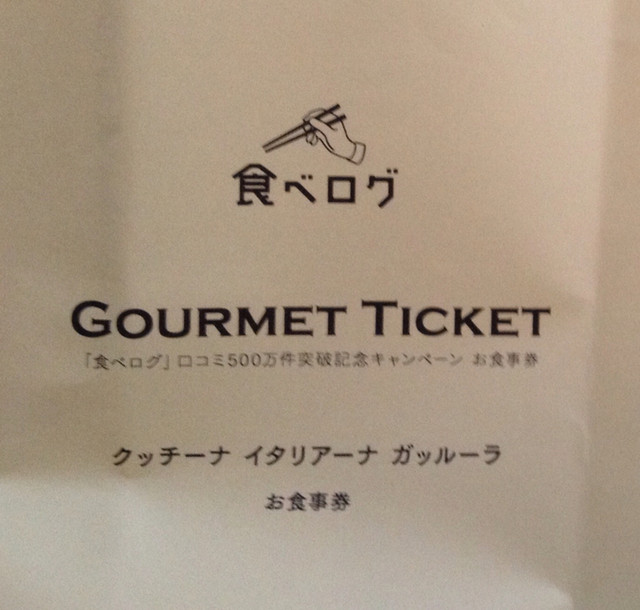 食べログ
GOURMET TICKET
「食べログ」口コミ500万件突破記念キャンペーン お食事券
クッチーナ イタリアーナ ガッルーラ
お食事券